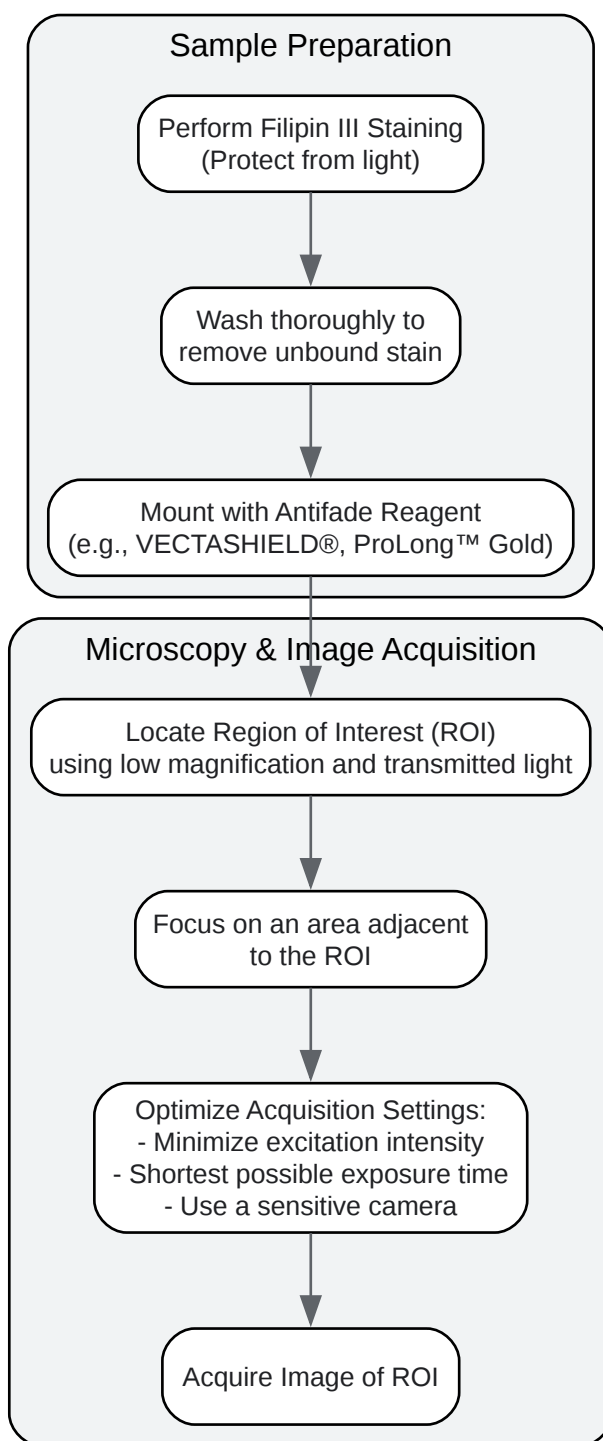 Sample Preparation
Perform Filipin III Staining
(Protect from light)
Wash thoroughly to
remove unbound stain
Mount with Antifade Reagent
(e.g., VECTASHIELD®, ProLong™ Gold)
Microscopy & Image Acquisition
Locate Region of Interest (ROI)
using low magnification and transmitted light
Focus on an area adjacent
to the ROI
Optimize Acquisition Settings:
- Minimize excitation intensity
- Shortest possible exposure time
- Use a sensitive camera
Acquire Image of ROI